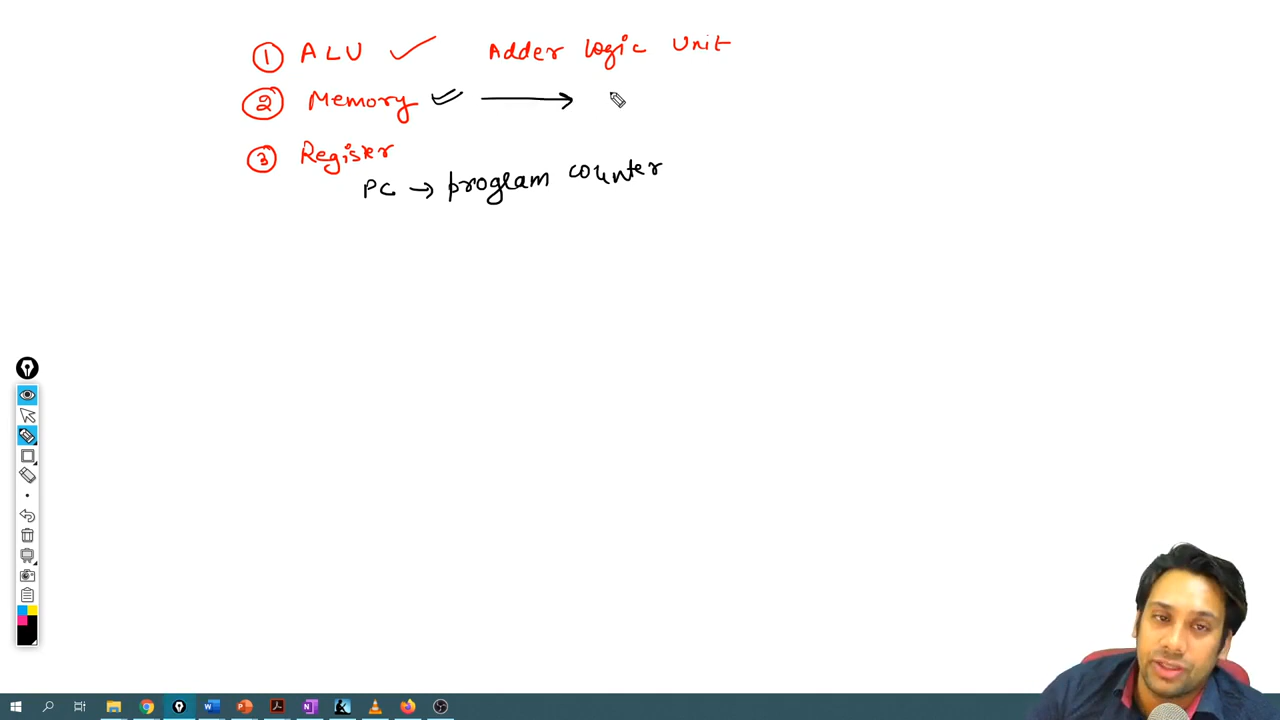 ① ALU ✓ Adder Logic Unit
② Memory ✓ →
③ Register
PC → program counter